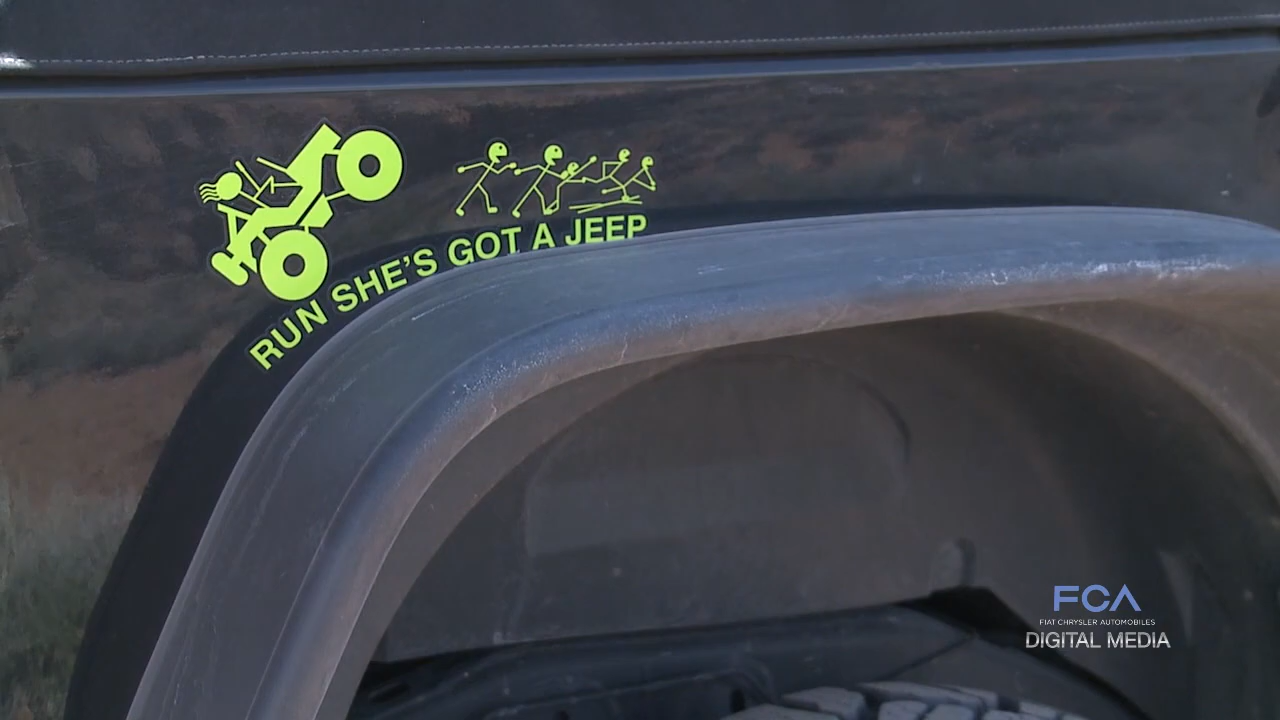 RUN SHE'S GOT A JEEP
FCA
FIAT CHRYSLER AUTOMOBILES
DIGITAL MEDIA